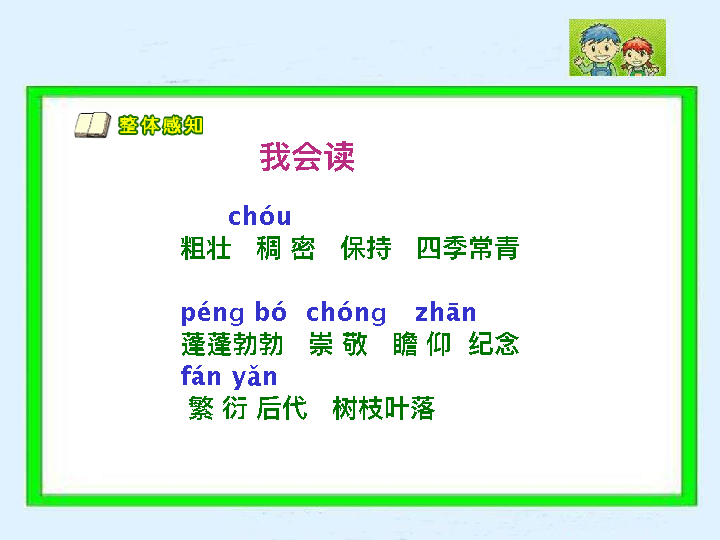 整体感知
我会读
chóu
粗壮 稠 密 保持 四季常青
péng bó chóng zhān
蓬蓬勃勃 崇 敬 瞻 仰 纪念
fán yǎn
繁 衍 后代 树枝叶落